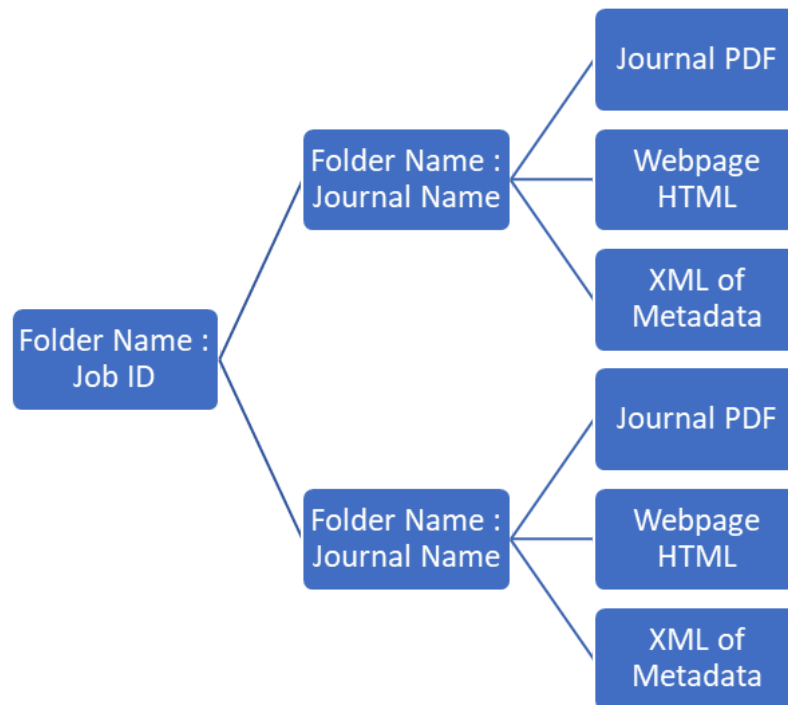 Folder Name :
Job ID
Folder Name :
Journal Name
Journal PDF
Webpage
HTML
XML of
Metadata
Folder Name :
Journal Name
Journal PDF
Webpage
HTML
XML of
Metadata